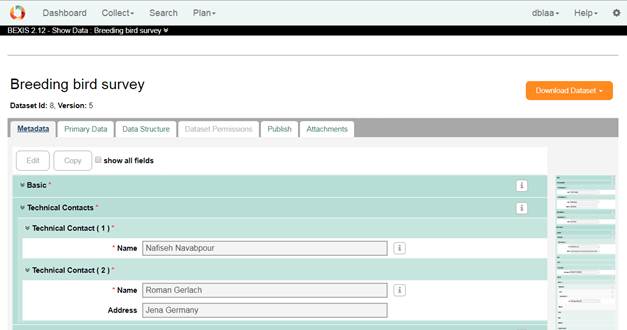 Dashboard Collect Search Plan dblaa Help
BEXIS 2.12 - Show Data : Breeding bird survey
Breeding bird survey
Download Dataset
Dataset Id: 8, Version: 5
Metadata Primary Data Data Structure Dataset Permissions Publish Attachments
Edit Copy show all fields
Basic *
Technical Contacts *
Technical Contact ( 1 ) *
* Name Nafiseh Navabpour
Technical Contact ( 2 ) *
* Name Roman Gerlach
Address Jena Germany